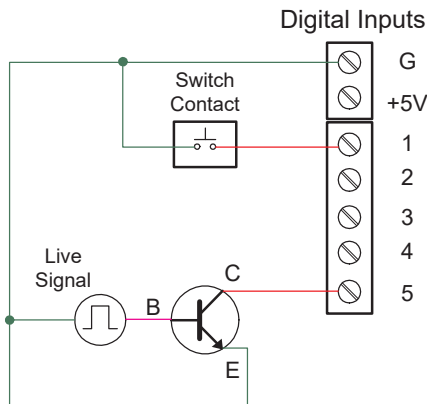 Digital Inputs
G
+5V
Switch
Contact
1
2
3
4
5
Live
Signal
B
C
E